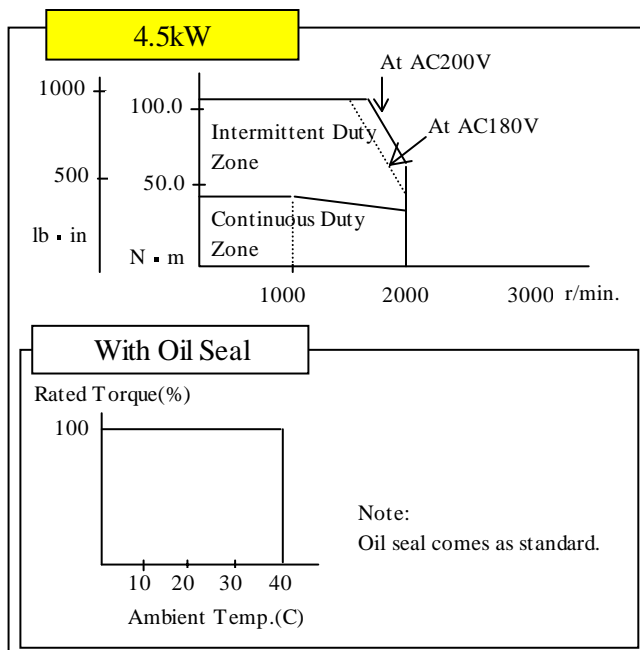 4.5kW
1000
500
lb▪in
100.0
50.0
N▪m
At AC200V
At AC180V
Intermittent Duty
Zone
Continuous Duty
Zone
1000 2000 3000 r/min.
With Oil Seal
Rated Torque(%)
100
10 20 30 40
Ambient Temp.(C)
Note:
Oil seal comes as standard.